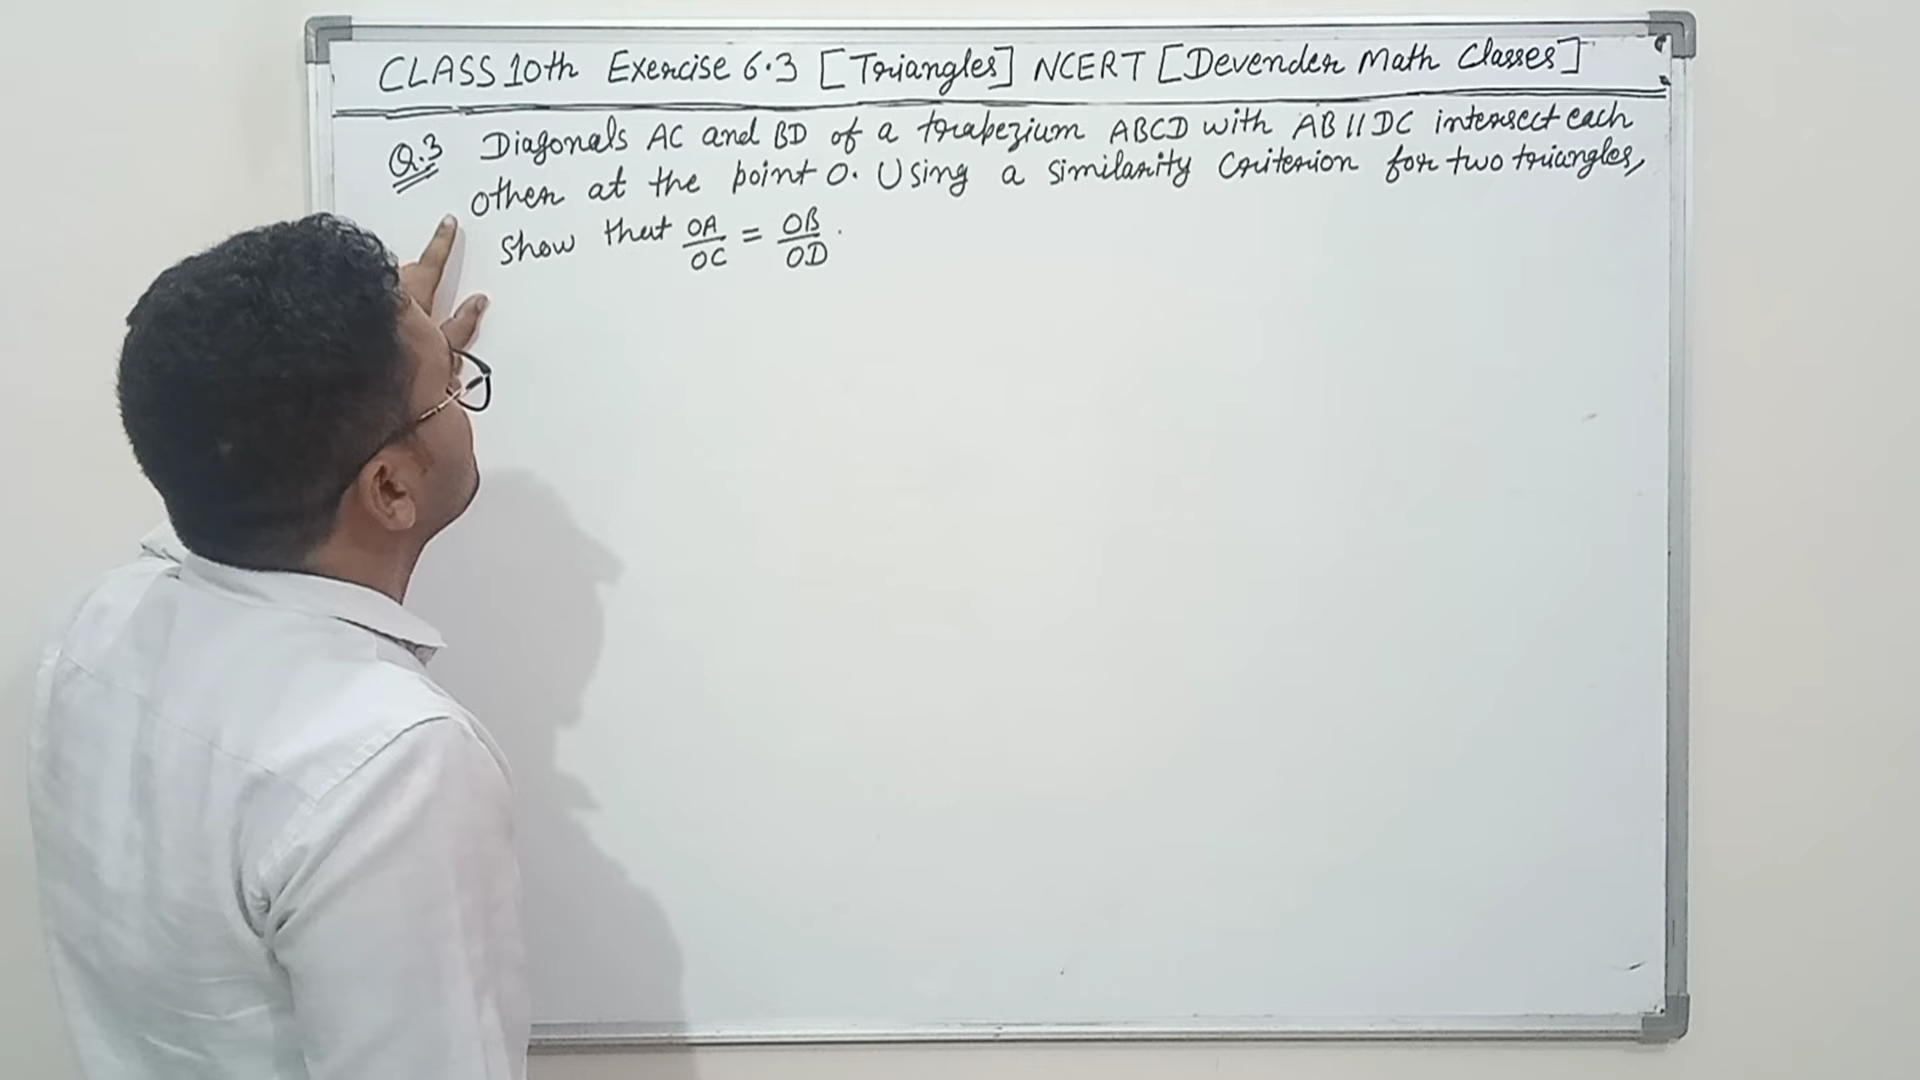 CLASS 10th Exercise 6.3 [Triangles] NCERT [Devender Math Classes]
Q.3 Diagonals AC and BD of a trapezium ABCD with AB || DC intersect each
other at the point O. Using a similarity criterion for two triangles,
show that OA/OC = OB/OD.